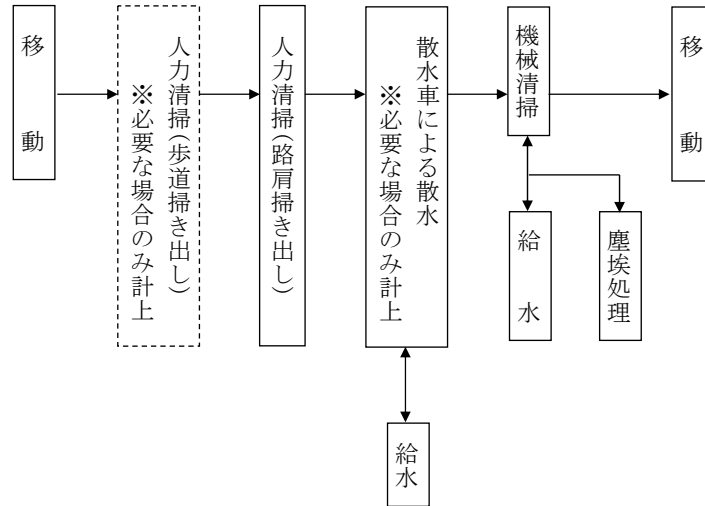 移動
人力清掃(歩道掃き出し)
※必要な場合のみ計上
人力清掃(路肩掃き出し)
散水車による散水
※必要な場合のみ計上
給水
機械清掃
給水
塵埃処理
移動